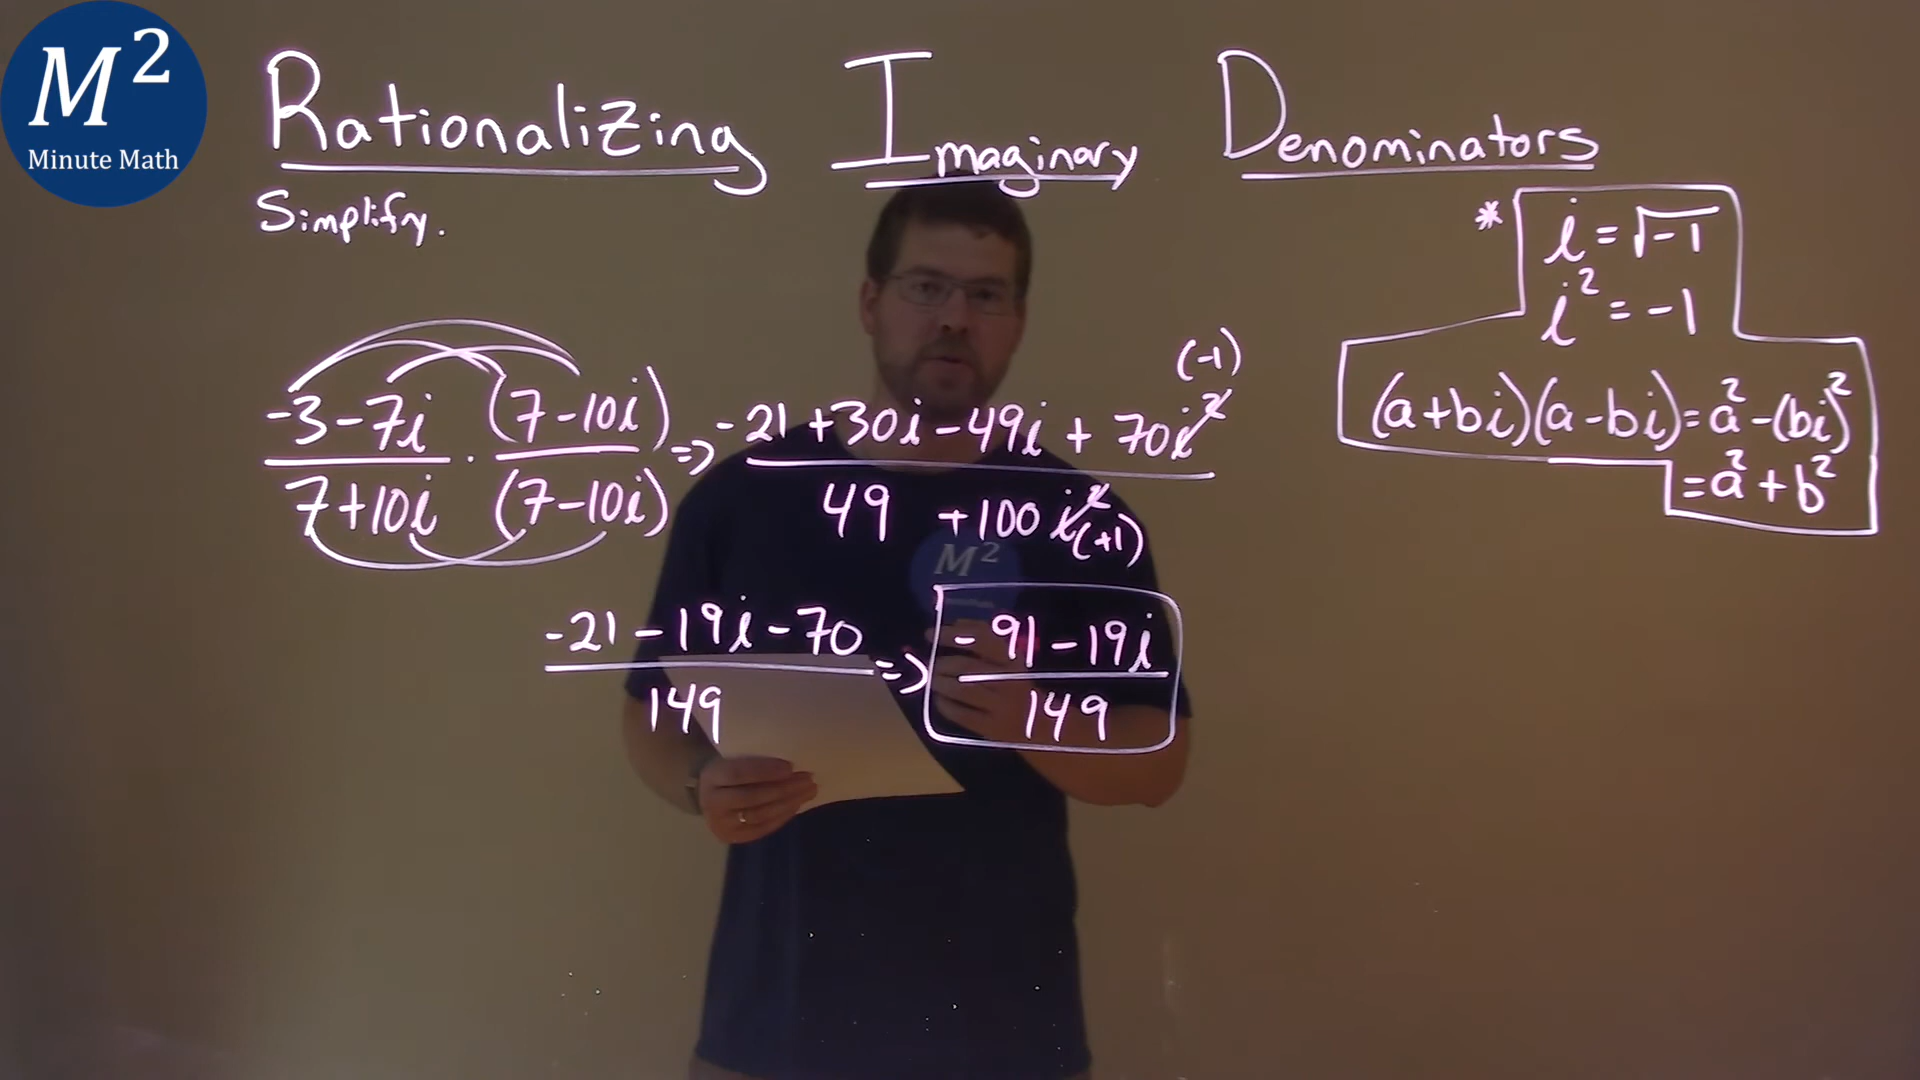 M²
Minute Math
Rationalizing Imaginary Denominators
Simplify.
* i = √-1
i² = -1
(a+bi)(a-bi) = a² - (bi)²
= a² + b²
(-1)
-3-7i (7-10i) => -21 +30i -49i + 70i²
7+10i · (7-10i) 49 +100i² (+1)
-21 -19i -70 => -91 -19i
149 149
M²